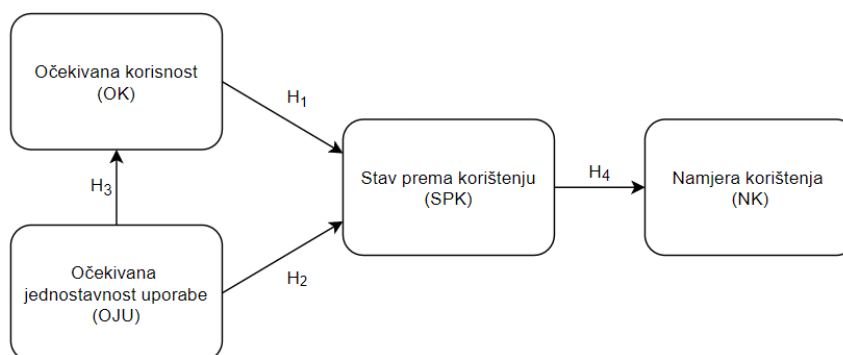 Očekivana korisnost
(OK)
H1
H3
Stav prema korištenju
(SPK)
H4
Namjera korištenja
(NK)
Očekivana
jednostavnost uporabe
(OJU)
H2